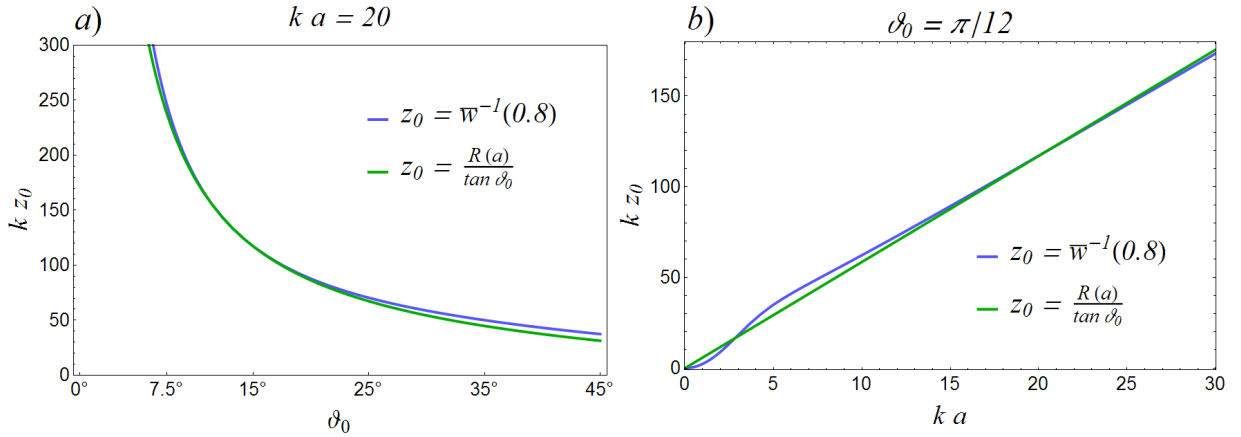 a)
k a = 20
300
250
200
150
100
50
0
k z₀
z₀ = w̅⁻¹(0.8)
z₀ = R(a)/tan ϑ₀
0° 7.5° 15° 25° 35° 45°
ϑ₀
b)
ϑ₀ = π/12
150
100
50
0
k z₀
z₀ = w̅⁻¹(0.8)
z₀ = R(a)/tan ϑ₀
0 5 10 15 20 25 30
k a